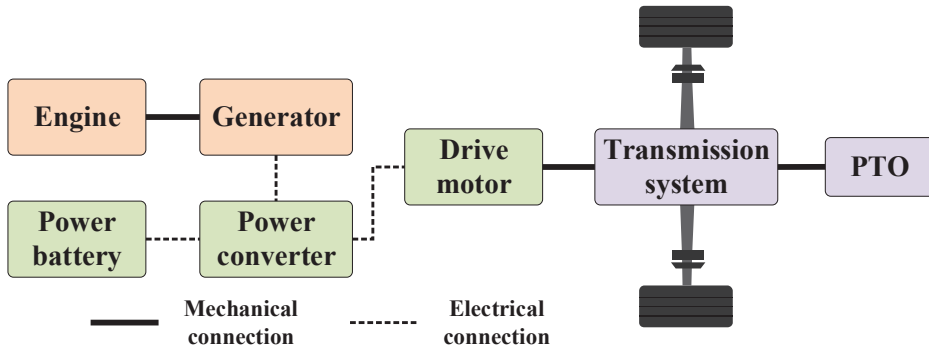 Engine
Generator
Drive
motor
Transmission
system
PTO
Power
battery
Power
converter
Mechanical
connection
Electrical
connection